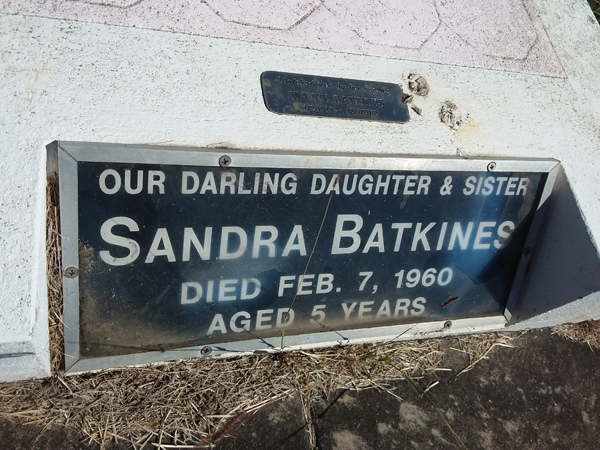 OUR DARLING DAUGHTER & SISTER
SANDRA BATKINES
DIED FEB. 7, 1960
AGED 5 YEARS